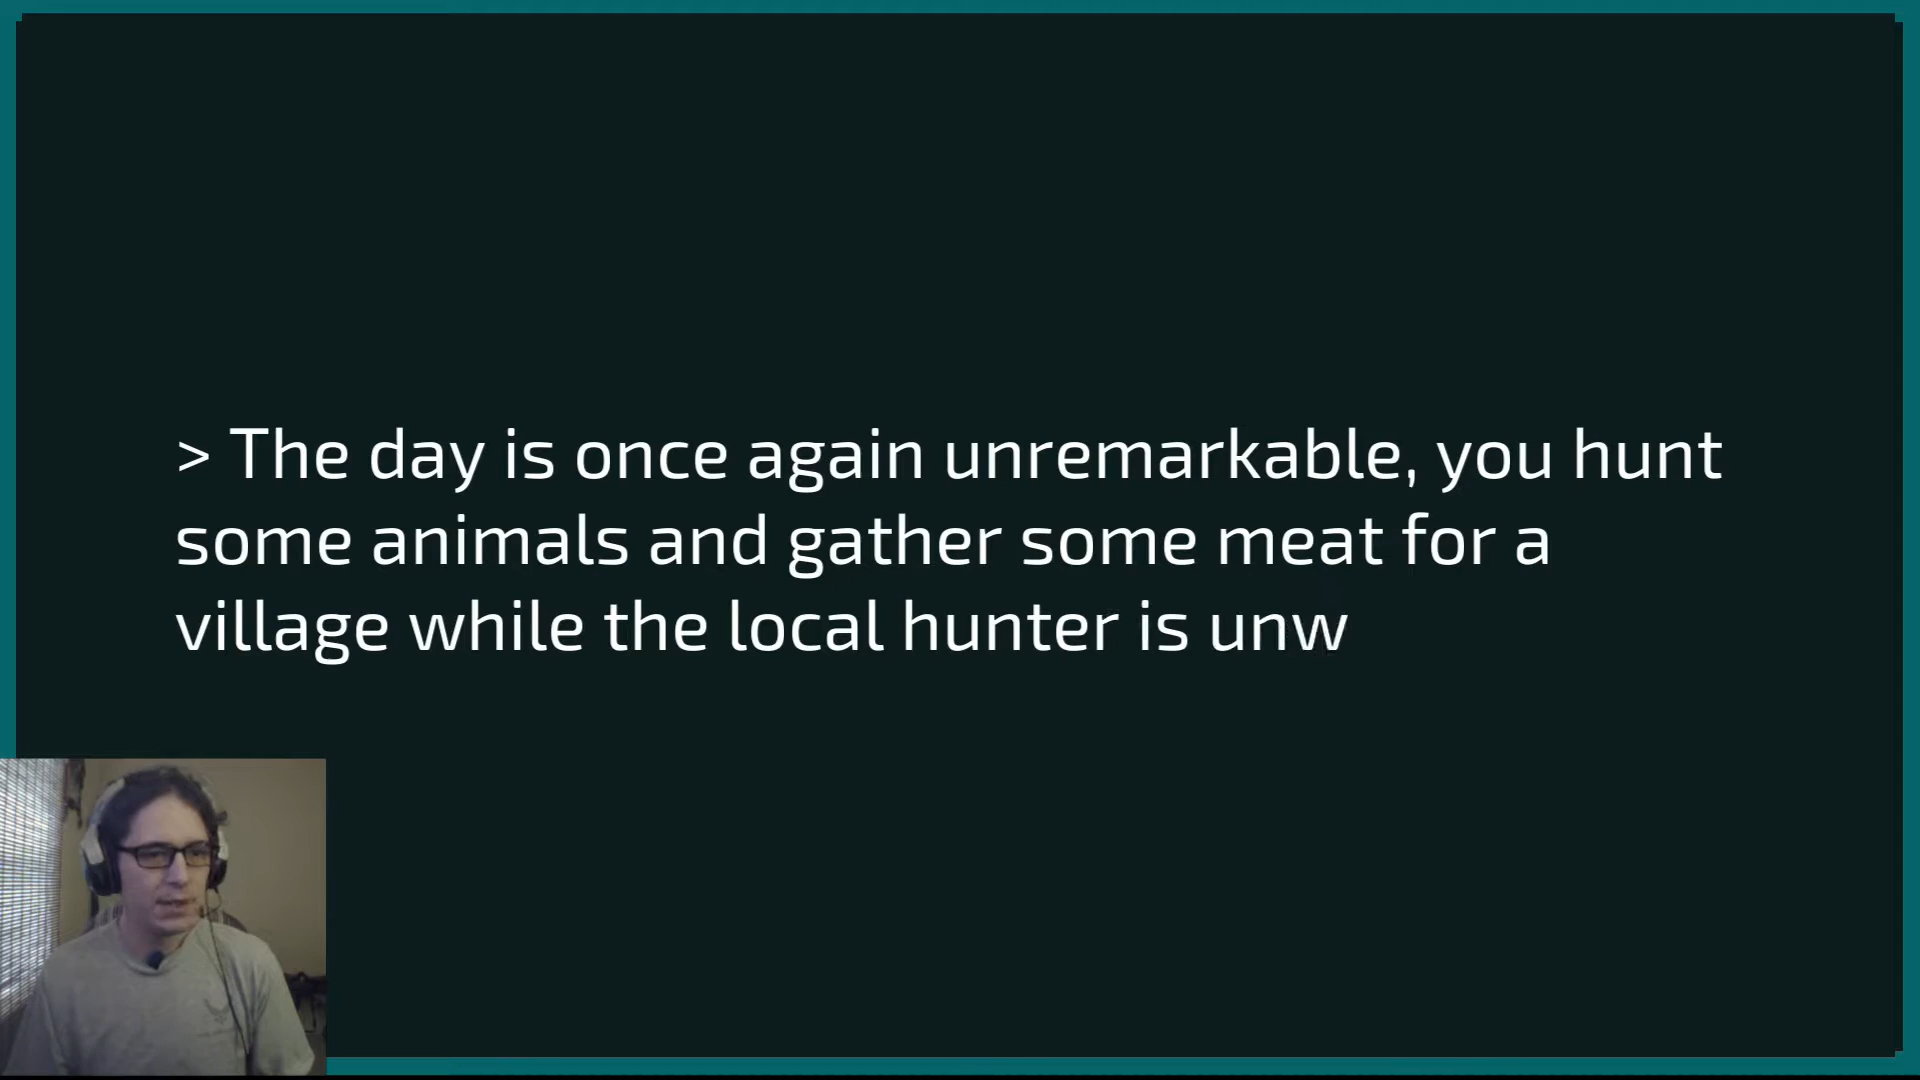 > The day is once again unremarkable, you hunt
some animals and gather some meat for a
village while the local hunter is unw